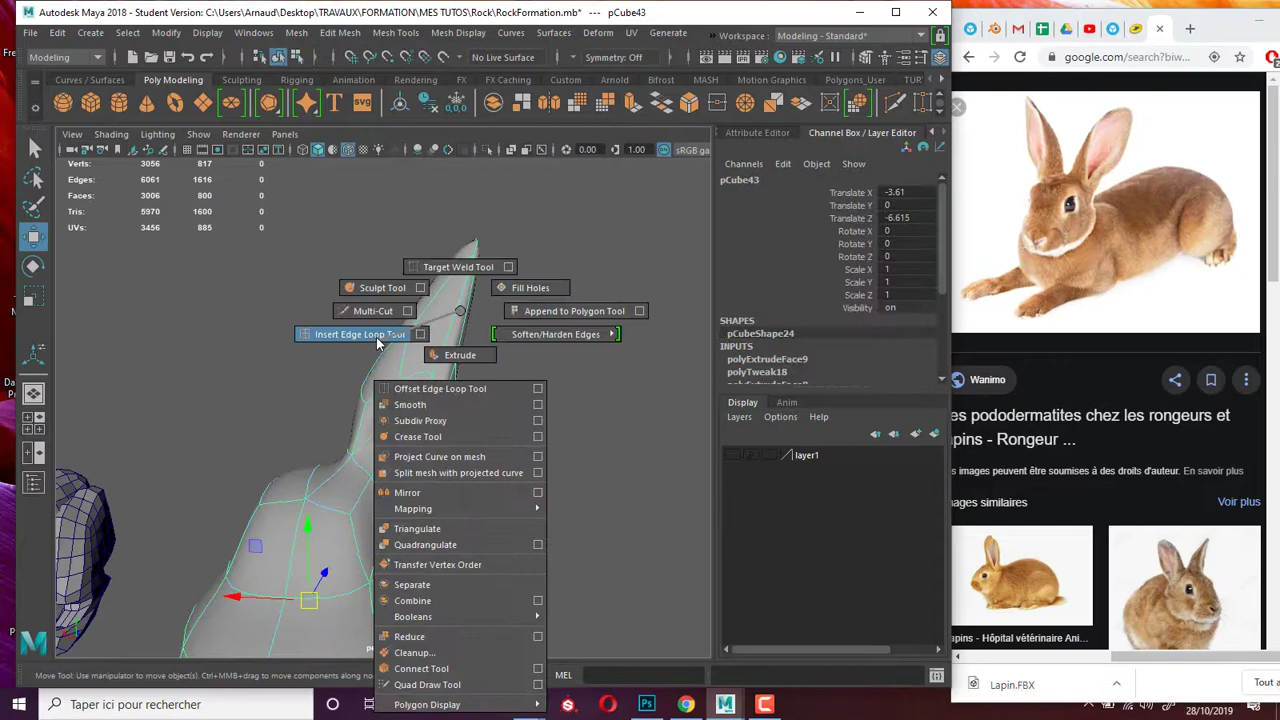 Autodesk Maya 2018 - Student Version: C:\Users\Arnaud\Desktop\TRAVAUX\FORMATION\MES TUTOS\Rock\RockFormation.mb* --- pCube43
File Edit Create Select Modify Display Windows Mesh Edit Mesh Mesh Tools Mesh Display Curves Surfaces Deform UV Generate
Workspace: Modeling - Standard*
Modeling
No Live Surface
Symmetry: Off
Curves / Surfaces Poly Modeling Sculpting Rigging Animation Rendering FX FX Caching Custom Arnold Bifrost MASH Motion Graphics Polygons_User TUR
View Shading Lighting Show Renderer Panels
0.00 1.00 sRGB ga
Verts: 3056 817 0
Edges: 6061 1616 0
Faces: 3006 800 0
Tris: 5970 1600 0
UVs: 3456 885 0
Target Weld Tool
Sculpt Tool
Fill Holes
Multi-Cut
Append to Polygon Tool
Insert Edge Loop Tool
Soften/Harden Edges
Extrude
Offset Edge Loop Tool
Smooth
Subdiv Proxy
Crease Tool
Project Curve on mesh
Split mesh with projected curve
Mirror
Mapping
Triangulate
Quadrangulate
Transfer Vertex Order
Separate
Combine
Booleans
Reduce
Cleanup...
Connect Tool
Quad Draw Tool
Polygon Display
Attribute Editor Channel Box / Layer Editor
Channels Edit Object Show
pCube43
Translate X -3.61
Translate Y 0
Translate Z -6.615
Rotate X 0
Rotate Y 0
Rotate Z 0
Scale X 1
Scale Y 1
Scale Z 1
Visibility on
SHAPES
pCubeShape24
INPUTS
polyExtrudeFace9
polyTweak18
Display Anim
Layers Options Help
layer1
Move Tool: Use manipulator to move object(s). Ctrl+MMB+drag to move components along no
MEL
google.com/search?biw...
Wanimo
es pododermatites chez les rongeurs et
apins - Rongeur ...
es images peuvent être soumises à des droits d'auteur. En savoir plus
nages similaires
Voir plus
apins - Hôpital vétérinaire Ani...
Lapin.FBX
Tout a
Taper ici pour rechercher
28/10/2019